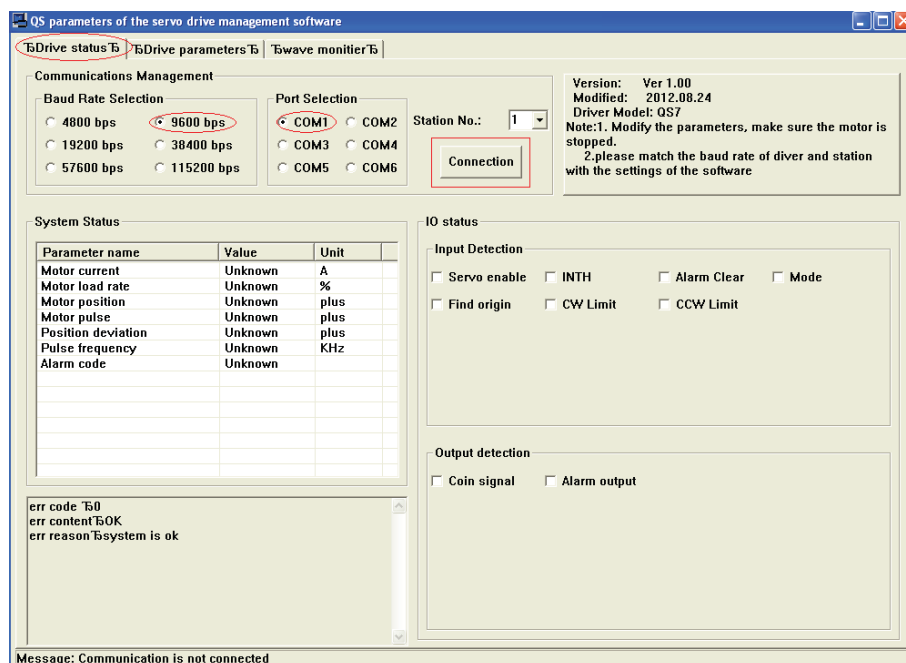 QS parameters of the servo drive management software
ЂDrive statusЂ ЂDrive parametersЂ Ђwave monitierЂ
Communications Management
Baud Rate Selection
4800 bps 9600 bps
19200 bps 38400 bps
57600 bps 115200 bps
Port Selection
COM1 COM2
COM3 COM4
COM5 COM6
Station No.: 1
Connection
Version: Ver 1.00
Modified: 2012.08.24
Driver Model: QS7
Note:1. Modify the parameters, make sure the motor is
stopped.
2.please match the baud rate of diver and station
with the settings of the software
System Status
Parameter name Value Unit
Motor current Unknown A
Motor load rate Unknown %
Motor position Unknown plus
Motor pulse Unknown plus
Position deviation Unknown plus
Pulse frequency Unknown KHz
Alarm code Unknown
err code Ђ0
err contentЂOK
err reasonЂsystem is ok
IO status
Input Detection
Servo enable INTH Alarm Clear Mode
Find origin CW Limit CCW Limit
Output detection
Coin signal Alarm output
Message: Communication is not connected